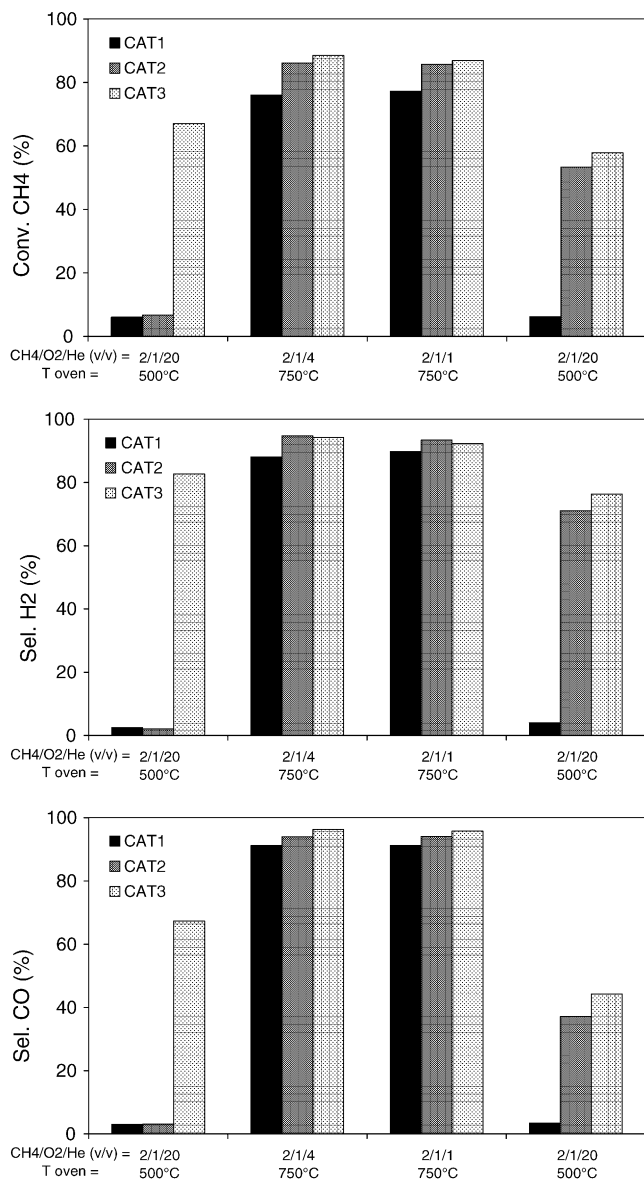 100
80
60
40
20
0
Conv. CH4 (%)
CAT1
CAT2
CAT3
CH4/O2/He (v/v) = 2/1/20 2/1/4 2/1/1 2/1/20
T oven = 500°C 750°C 750°C 500°C
100
80
60
40
20
0
Sel. H2 (%)
CAT1
CAT2
CAT3
CH4/O2/He (v/v) = 2/1/20 2/1/4 2/1/1 2/1/20
T oven = 500°C 750°C 750°C 500°C
100
80
60
40
20
0
Sel. CO (%)
CAT1
CAT2
CAT3
CH4/O2/He (v/v) = 2/1/20 2/1/4 2/1/1 2/1/20
T oven = 500°C 750°C 750°C 500°C